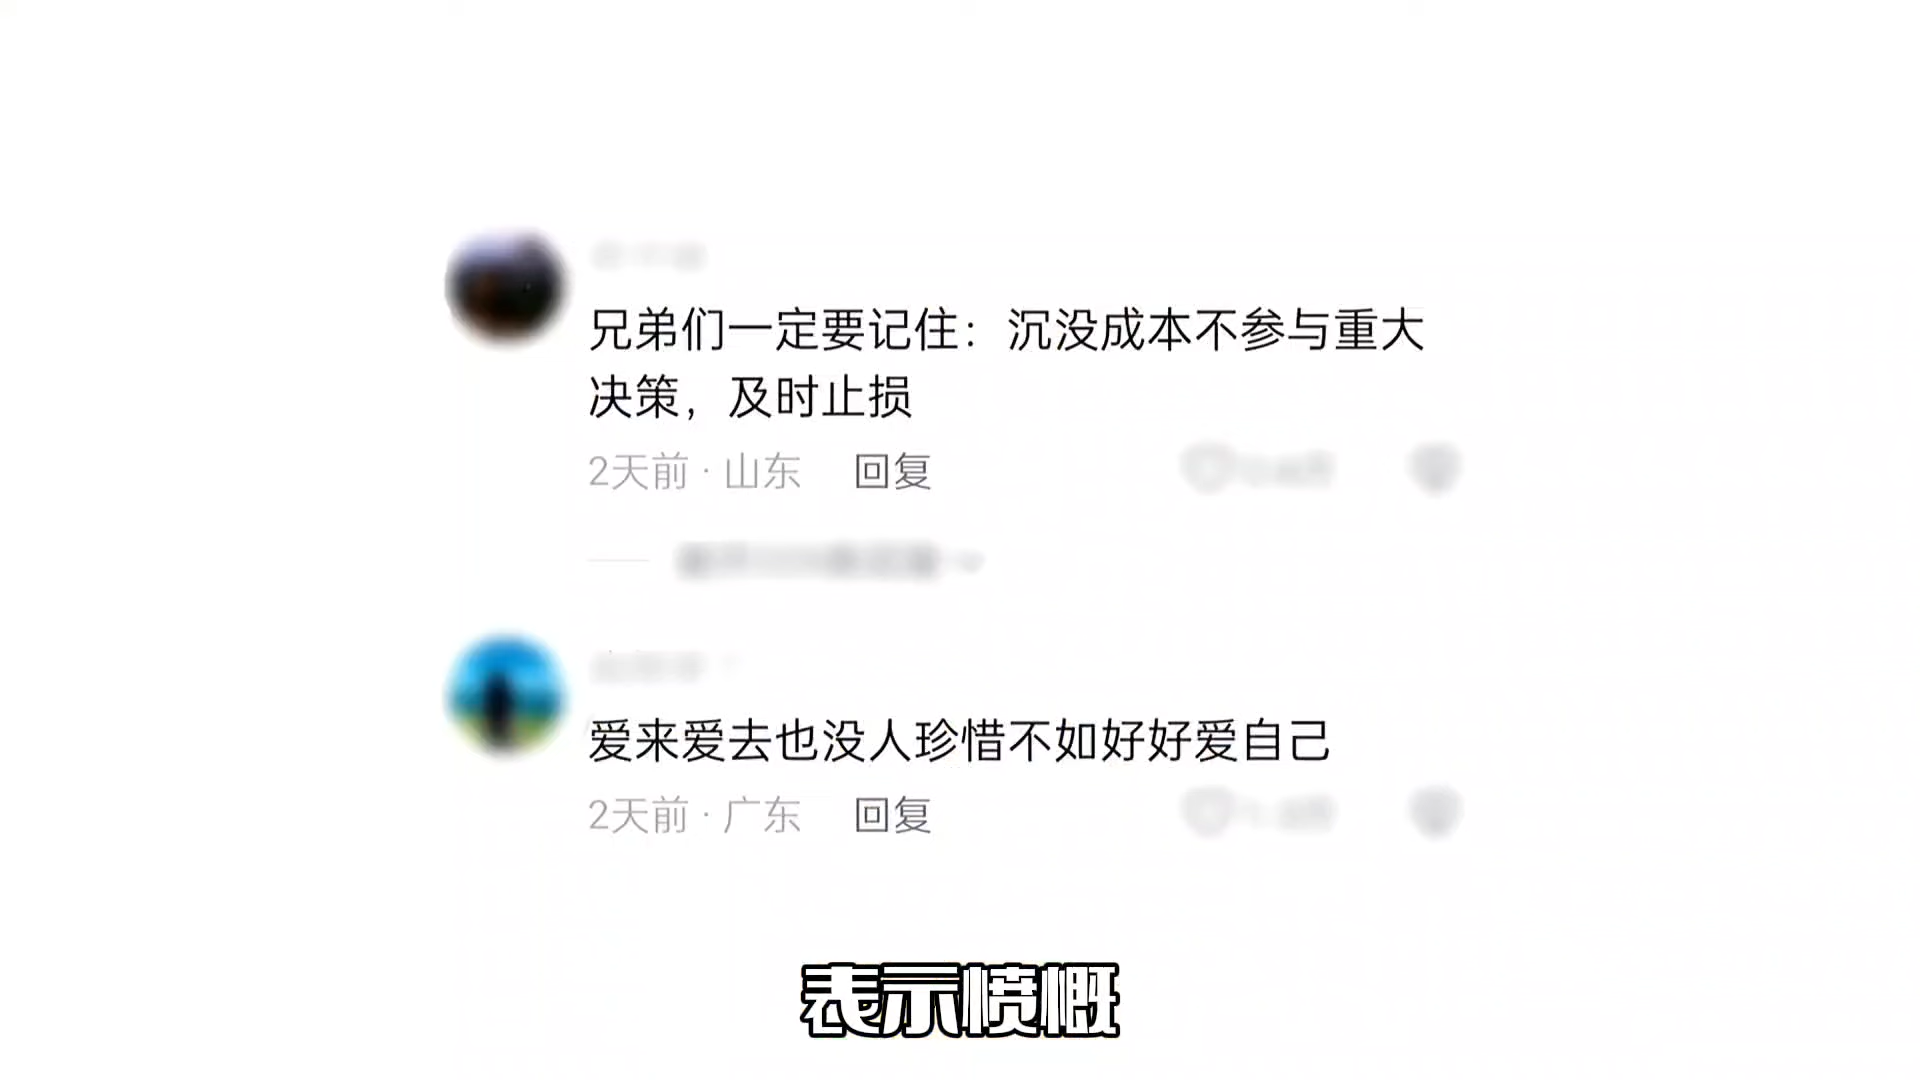 兄弟们一定要记住：沉没成本不参与重大
决策，及时止损
2天前 · 山东 回复
爱来爱去也没人珍惜不如好好爱自己
2天前 · 广东 回复
表示愤慨